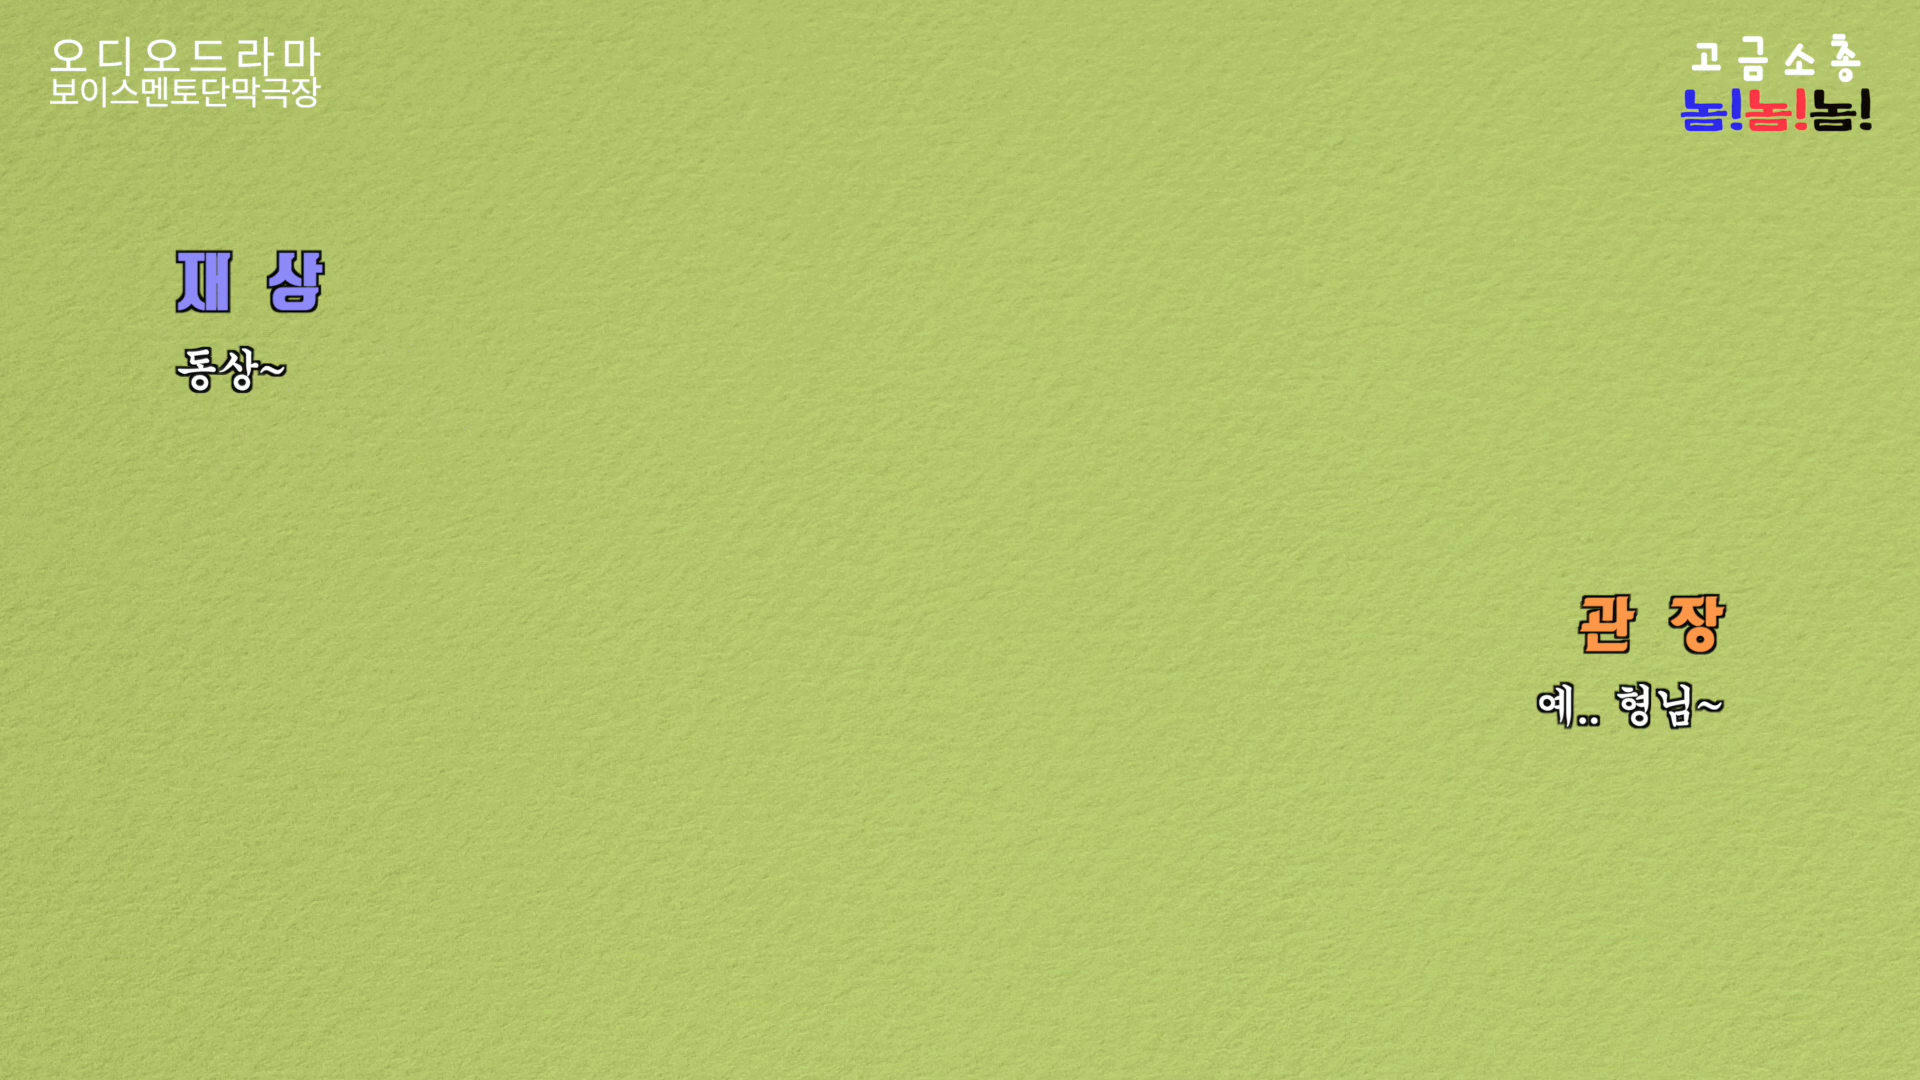 오디오드라마
보이스멘토단막극장
고금소총
놈!놈!놈!
재 상
동상~
관 장
예.. 형님~